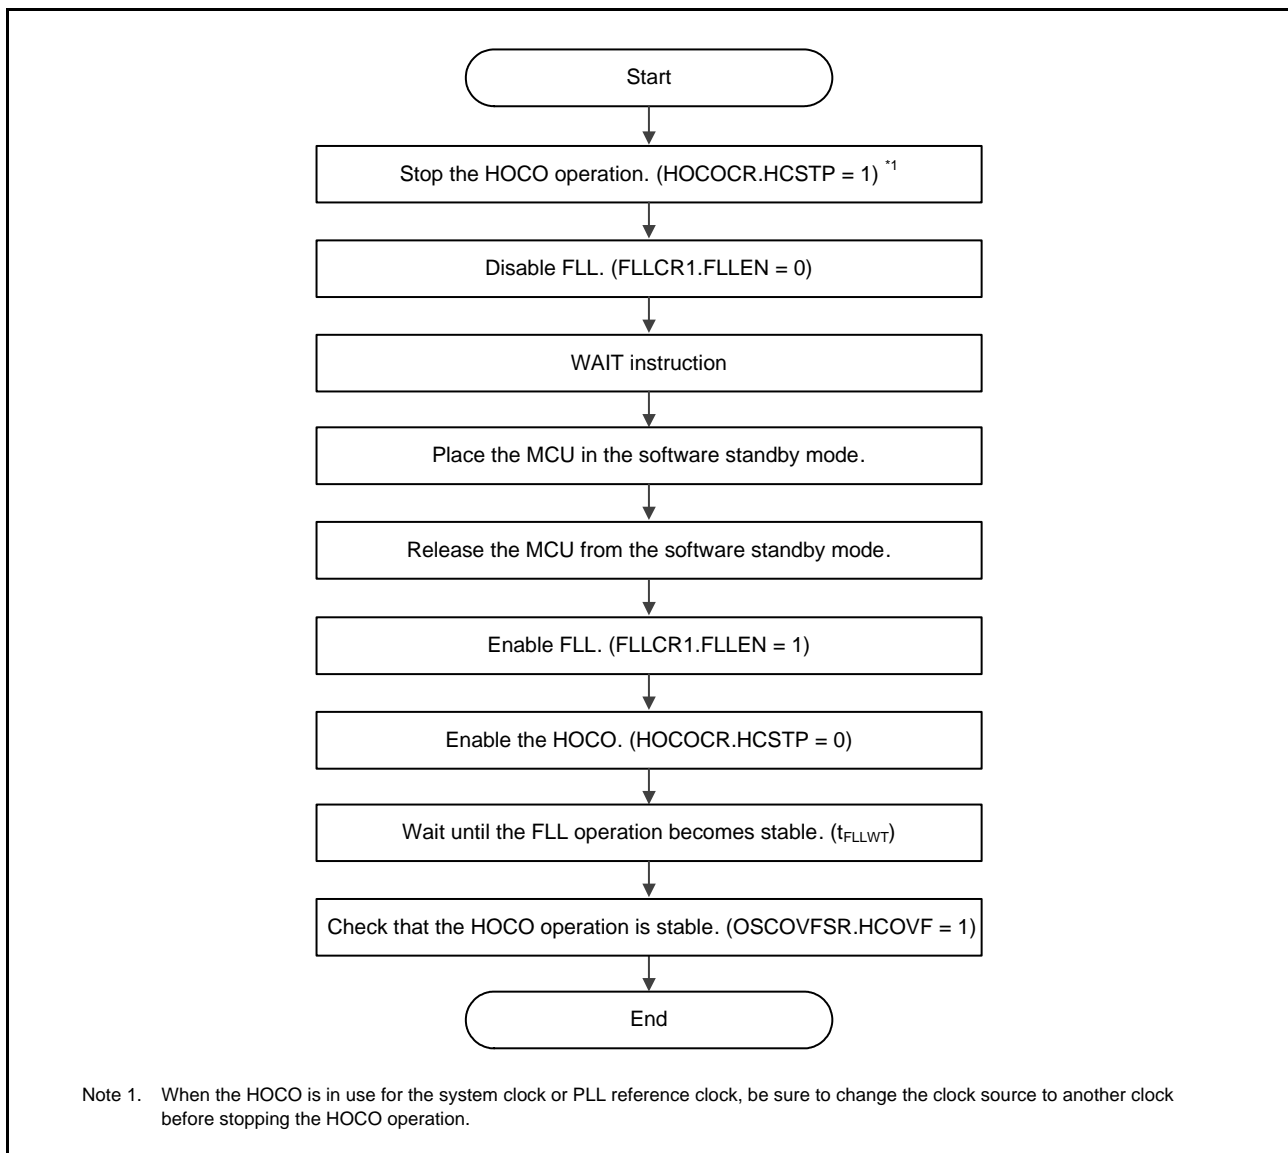 Start
Stop the HOCO operation. (HOCOCR.HCSTP = 1) *1
Disable FLL. (FLLCR1.FLLEN = 0)
WAIT instruction
Place the MCU in the software standby mode.
Release the MCU from the software standby mode.
Enable FLL. (FLLCR1.FLLEN = 1)
Enable the HOCO. (HOCOCR.HCSTP = 0)
Wait until the FLL operation becomes stable. (tFLLWT)
Check that the HOCO operation is stable. (OSCOVFSR.HCOVF = 1)
End
Note 1. When the HOCO is in use for the system clock or PLL reference clock, be sure to change the clock source to another clock
before stopping the HOCO operation.